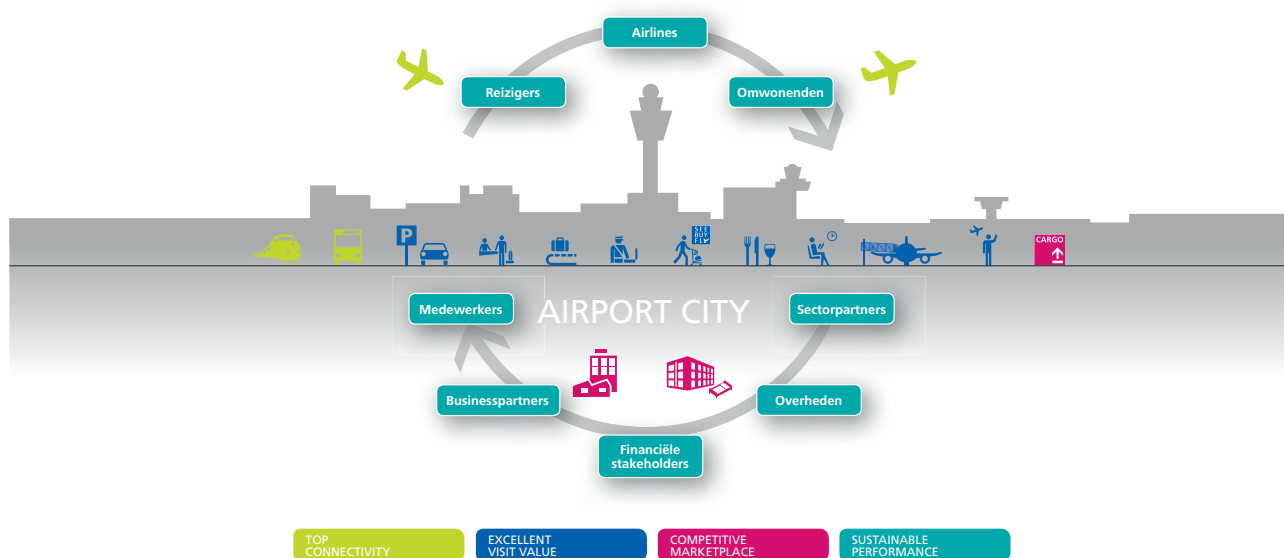 Airlines
Reizigers
Omwonenden
SEE
BUY
FLY
P
CARGO
Medewerkers
AIRPORT CITY
Sectorpartners
Businesspartners
Overheden
Financiële
stakeholders
TOP
CONNECTIVITY
EXCELLENT
VISIT VALUE
COMPETITIVE
MARKETPLACE
SUSTAINABLE
PERFORMANCE